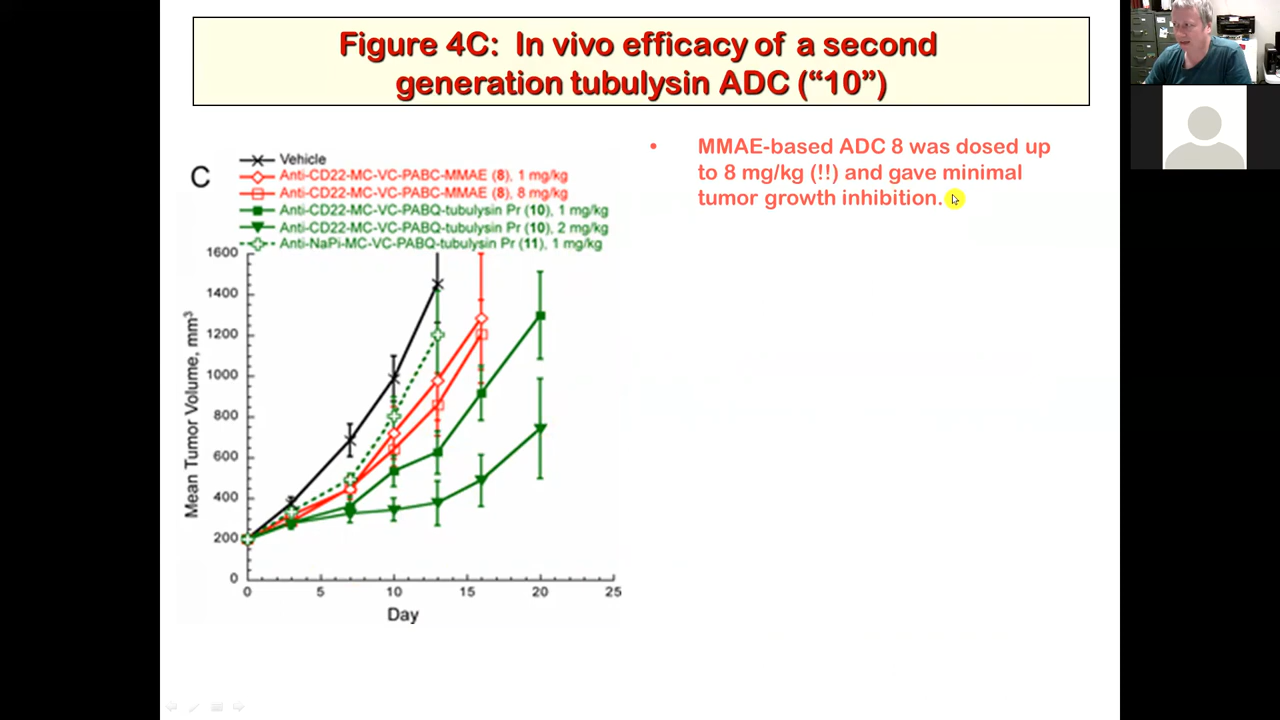 Figure 4C: In vivo efficacy of a second
generation tubulysin ADC (“10”)
C
Vehicle
Anti-CD22-MC-VC-PABC-MMAE (8), 1 mg/kg
Anti-CD22-MC-VC-PABC-MMAE (8), 8 mg/kg
Anti-CD22-MC-VC-PABQ-tubulysin Pr (10), 1 mg/kg
Anti-CD22-MC-VC-PABQ-tubulysin Pr (10), 2 mg/kg
Anti-NaPi-MC-VC-PABQ-tubulysin Pr (11), 1 mg/kg
1600
1400
1200
1000
800
600
400
200
0
Mean Tumor Volume, mm³
0 5 10 15 20 25
Day
• MMAE-based ADC 8 was dosed up
to 8 mg/kg (!!) and gave minimal
tumor growth inhibition.